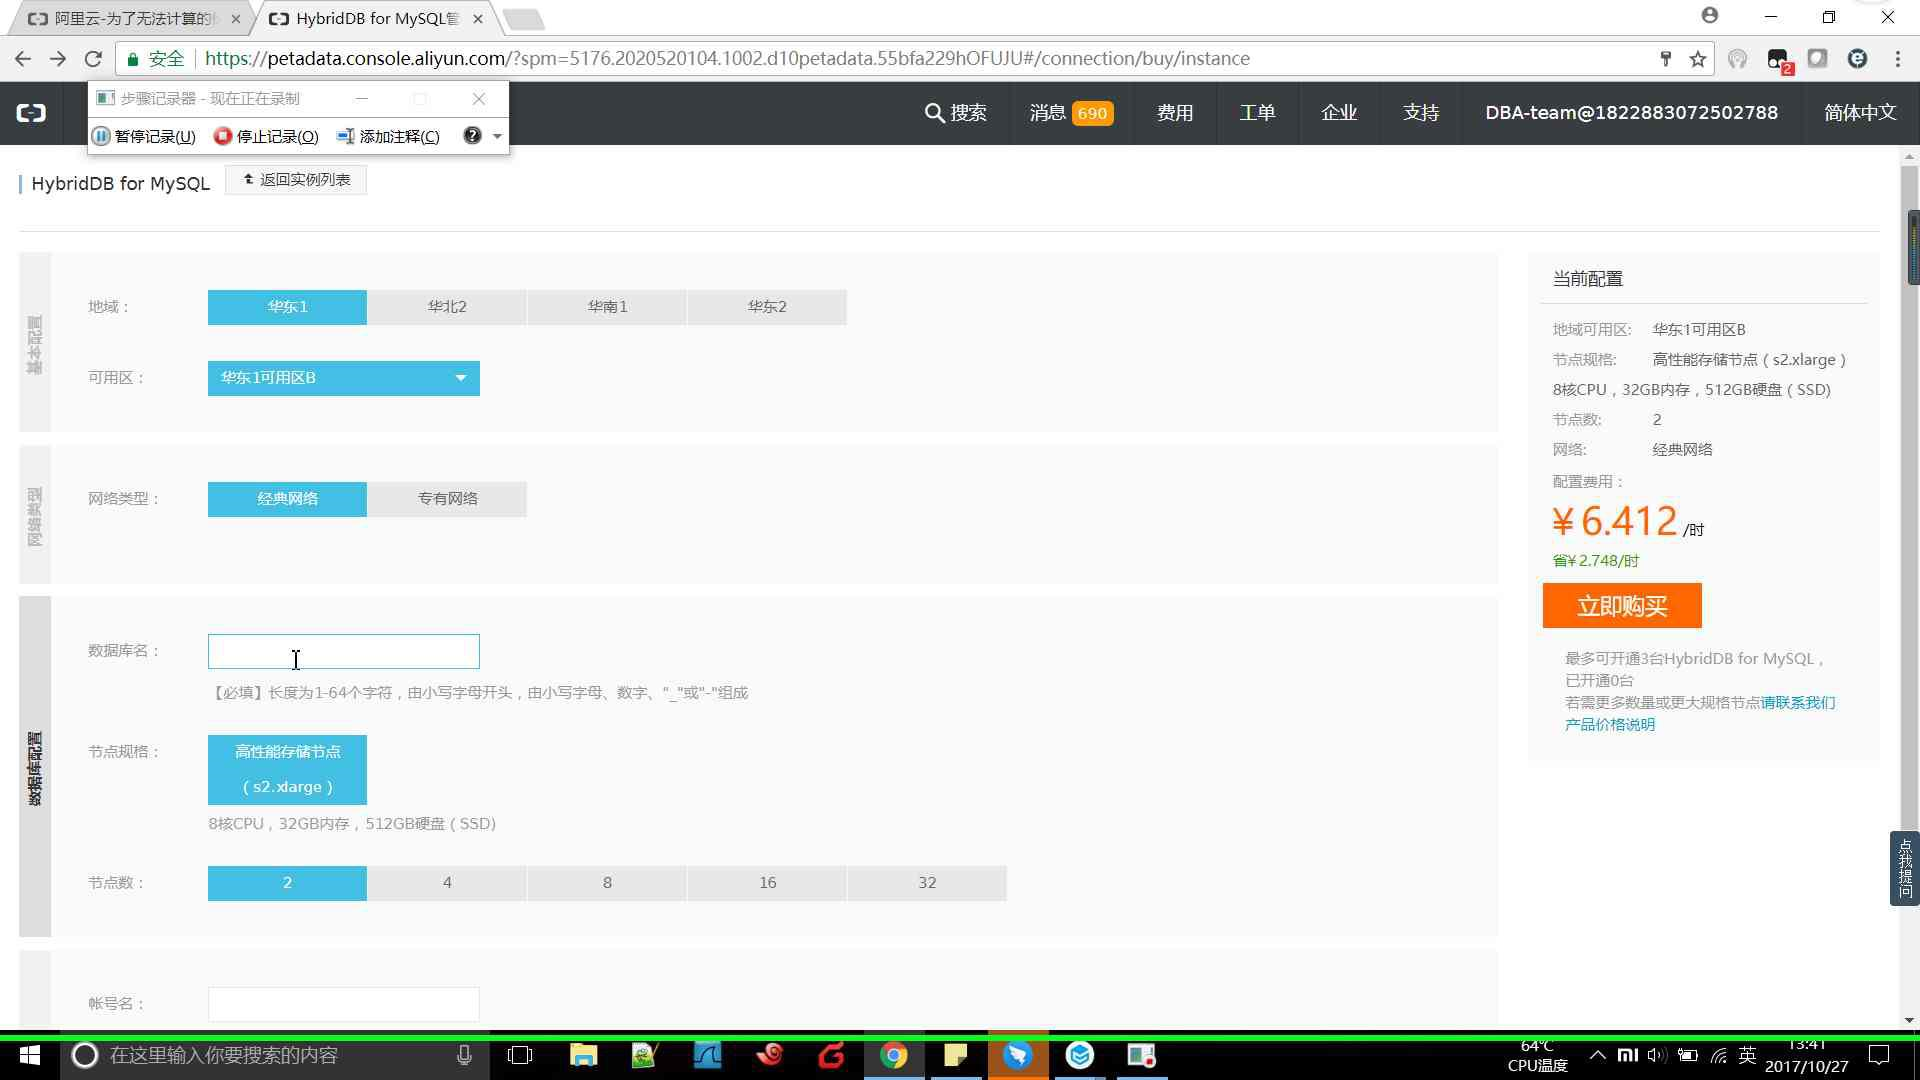 阿里云-为了无法计算的
HybridDB for MySQL管
安全
https://petadata.console.aliyun.com/?spm=5176.2020520104.1002.d10petadata.55bfa229hOFUJU#/connection/buy/instance
2
步骤记录器 - 现在正在录制
暂停记录(U)
停止记录(O)
添加注释(C)
搜索
消息 690
费用
工单
企业
支持
DBA-team@1822883072502788
简体中文
HybridDB for MySQL
返回实例列表
基本配置
地域：
华东1
华北2
华南1
华东2
可用区：
华东1可用区B
网络类型
网络类型：
经典网络
专有网络
数据库配置
数据库名：
【必填】长度为1-64个字符，由小写字母开头，由小写字母、数字、"_"或"-"组成
节点规格：
高性能存储节点
（s2.xlarge）
8核CPU，32GB内存，512GB硬盘（SSD)
节点数：
2
4
8
16
32
帐号名：
当前配置
地域可用区: 华东1可用区B
节点规格: 高性能存储节点（s2.xlarge）
8核CPU，32GB内存，512GB硬盘（SSD)
节点数: 2
网络: 经典网络
配置费用：
¥6.412 /时
省¥2.748/时
立即购买
最多可开通3台HybridDB for MySQL，
已开通0台
若需更多数量或更大规格节点请联系我们
产品价格说明
点我提问
在这里输入你要搜索的内容
64℃
CPU温度
英
13:41
2017/10/27